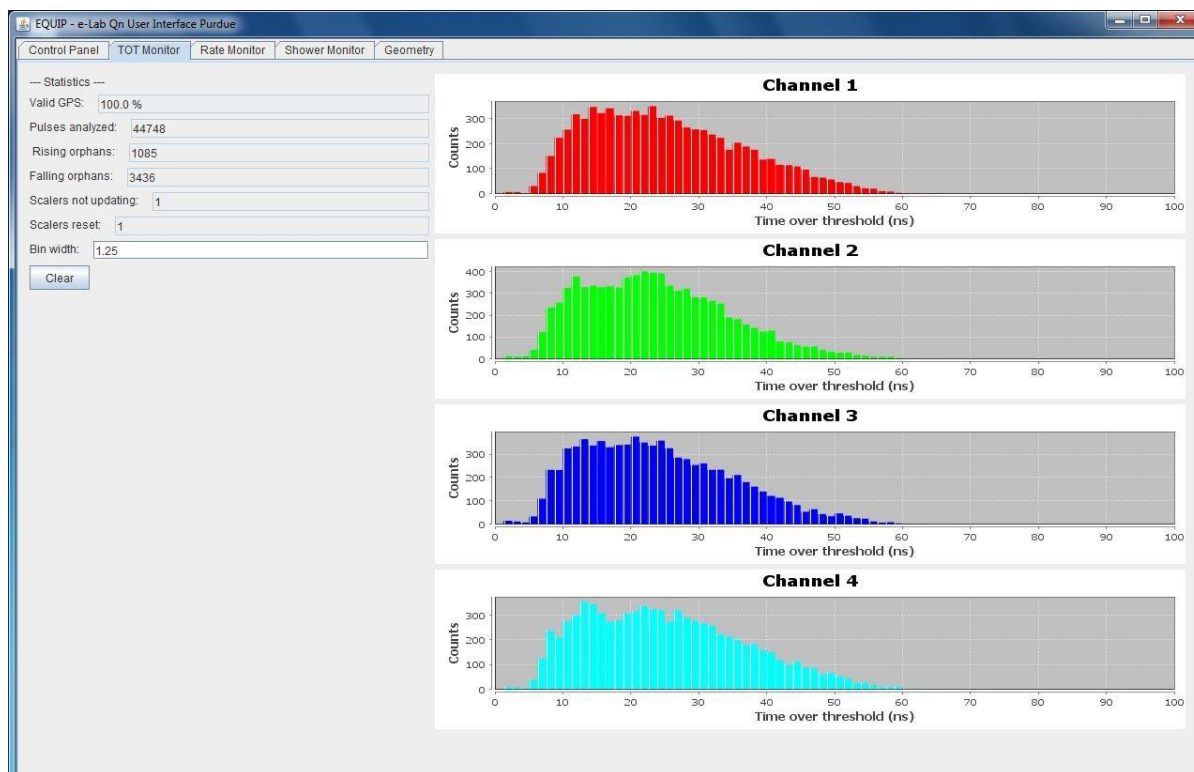 EQUIP - e-Lab Qn User Interface Purdue
Control Panel TOT Monitor Rate Monitor Shower Monitor Geometry
--- Statistics ---
Valid GPS: 100.0 %
Pulses analyzed: 44748
Rising orphans: 1085
Falling orphans: 3436
Scalers not updating: 1
Scalers reset: 1
Bin width: 1.25
Clear
Channel 1
Counts
300
200
100
0
0 10 20 30 40 50 60 70 80 90 100
Time over threshold (ns)
Channel 2
Counts
400
300
200
100
0
0 10 20 30 40 50 60 70 80 90 100
Time over threshold (ns)
Channel 3
Counts
300
200
100
0
0 10 20 30 40 50 60 70 80 90 100
Time over threshold (ns)
Channel 4
Counts
300
200
100
0
0 10 20 30 40 50 60 70 80 90 100
Time over threshold (ns)